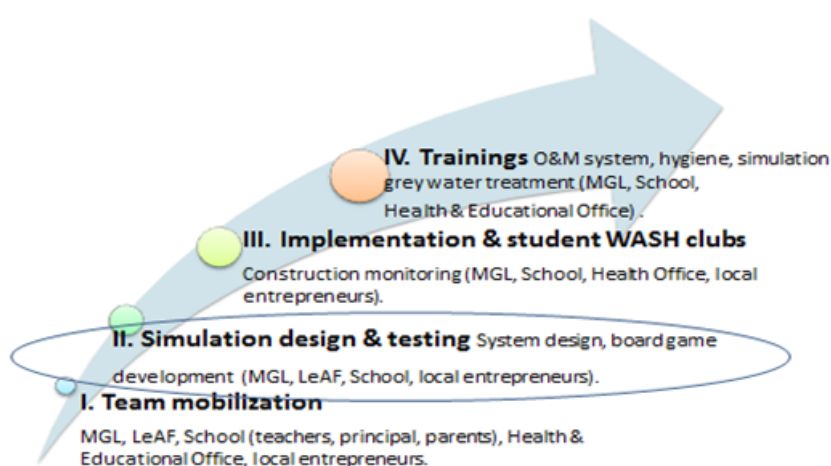 IV. Trainings O&M system, hygiene, simulation
grey water treatment (MGL, School,
Health & Educational Office) .
III. Implementation & student WASH clubs
Construction monitoring (MGL, School, Health Office, local
entrepreneurs).
II. Simulation design & testing System design, board game
development (MGL, LeAF, School, local entrepreneurs).
I. Team mobilization
MGL, LeAF, School (teachers, principal, parents), Health &
Educational Office, local entrepreneurs.